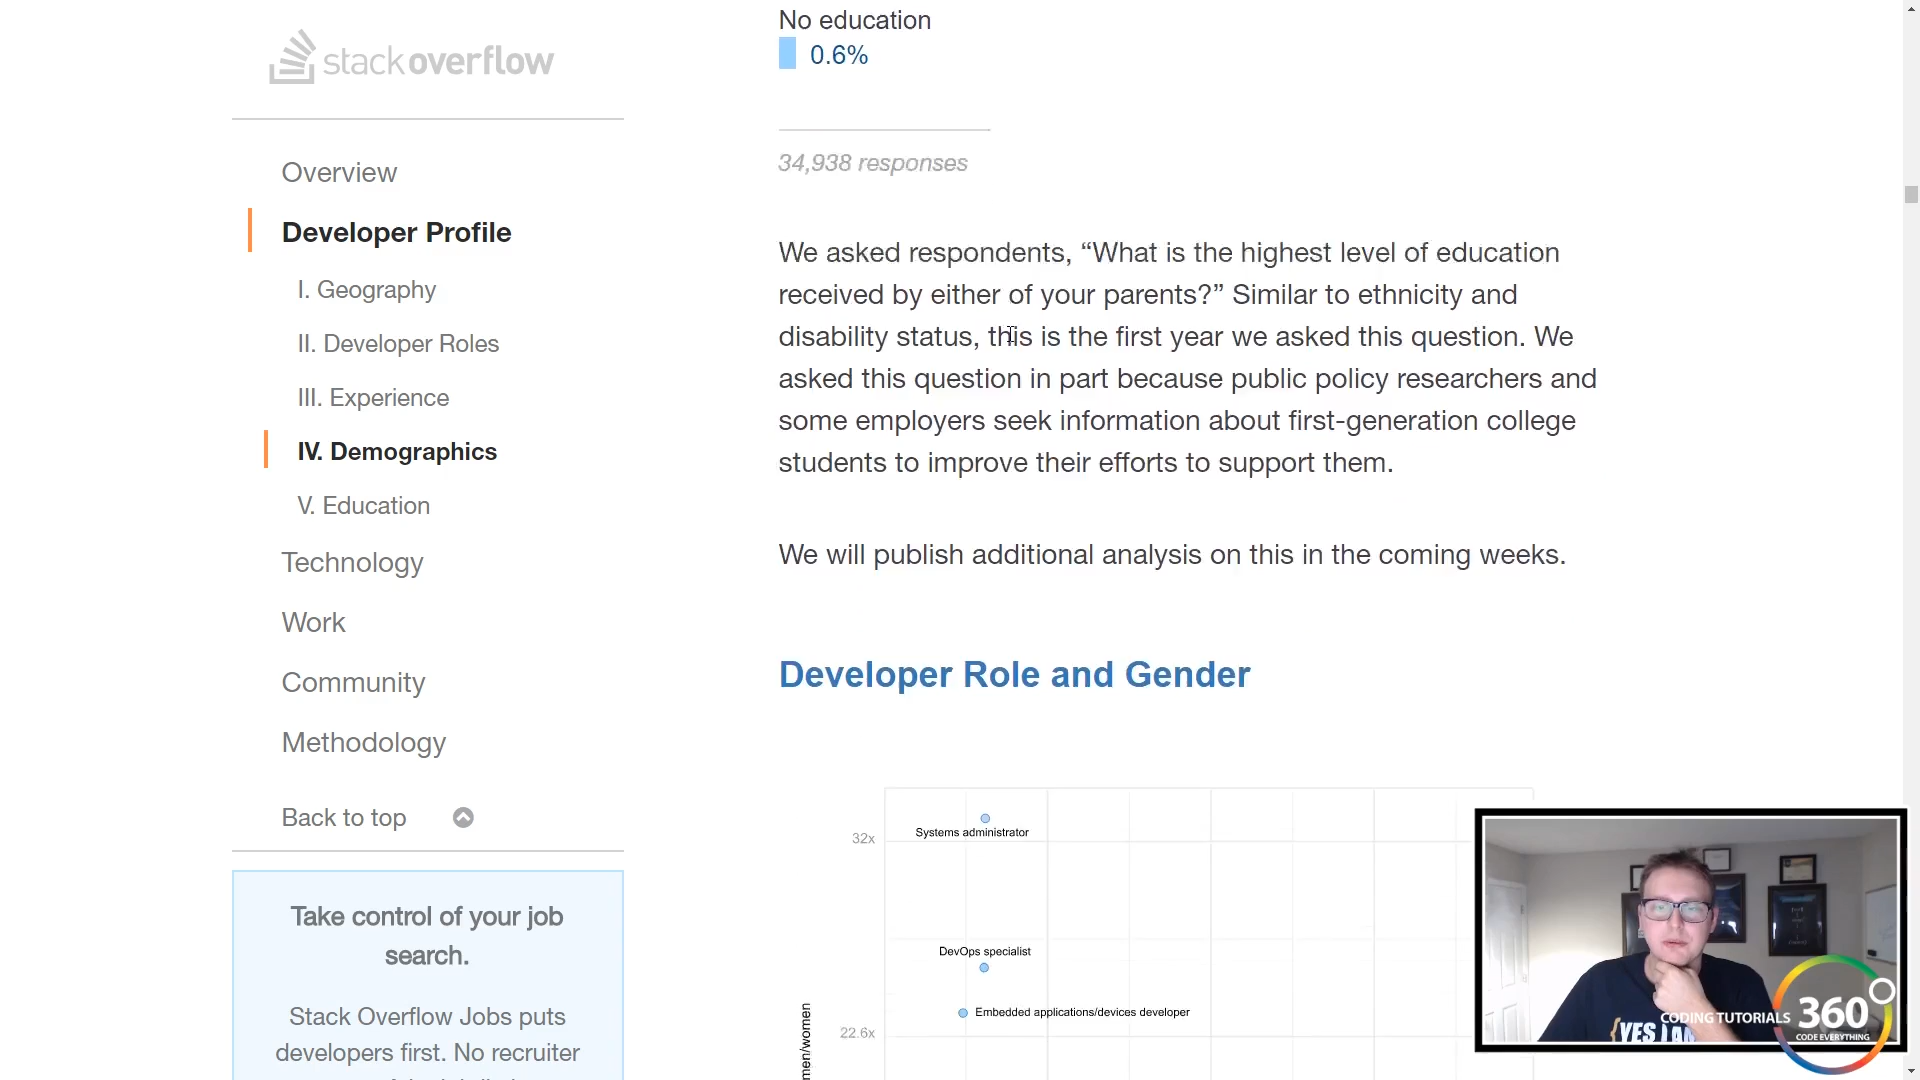 stack overflow
Overview
Developer Profile
I. Geography
II. Developer Roles
III. Experience
IV. Demographics
V. Education
Technology
Work
Community
Methodology
Back to top
Take control of your job
search.
Stack Overflow Jobs puts
developers first. No recruiter
No education
0.6%
34,938 responses
We asked respondents, “What is the highest level of education
received by either of your parents?” Similar to ethnicity and
disability status, this is the first year we asked this question. We
asked this question in part because public policy researchers and
some employers seek information about first-generation college
students to improve their efforts to support them.
We will publish additional analysis on this in the coming weeks.
Developer Role and Gender
32x
Systems administrator
DevOps specialist
Embedded applications/devices developer
22.6x
men/women
{YES I AM
CODING TUTORIALS 360
CODE EVERYTHING